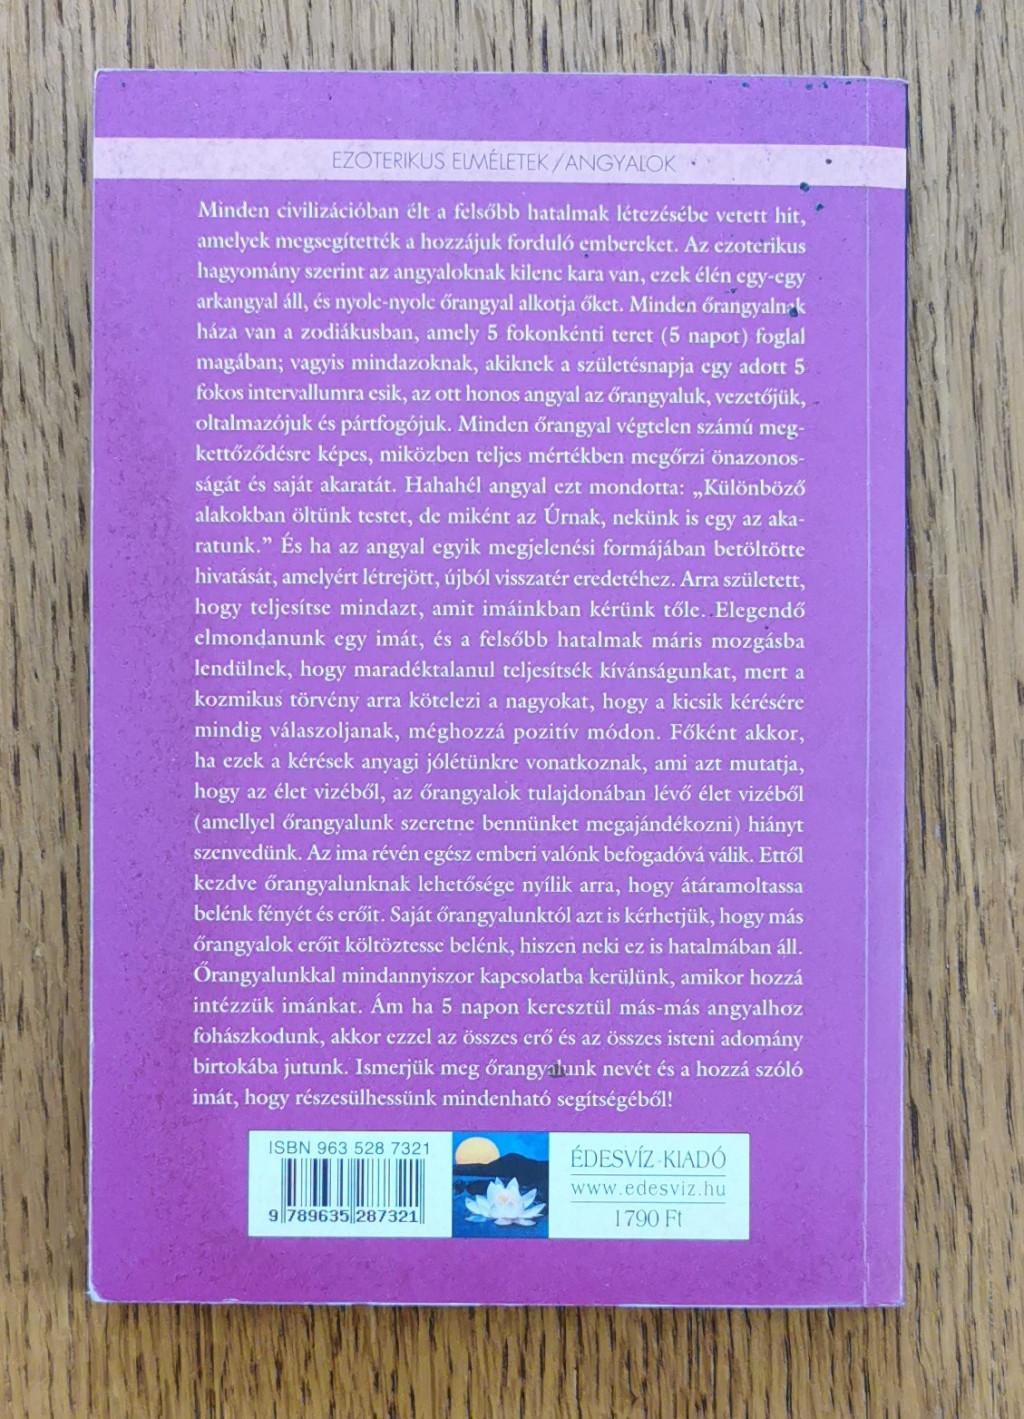 EZOTERIKUS ELMÉLETEK/ANGYALOK
Minden civilizációban élt a felsőbb hatalmak létezésébe vetett hit,
amelyek megsegítették a hozzájuk forduló embereket. Az ezoterikus
hagyomány szerint az angyaloknak kilenc kara van, ezek élén egy-egy
arkangyal áll, és nyolc-nyolc őrangyal alkotja őket. Minden őrangyalnak
háza van a zodiákusban, amely 5 fokonkénti teret (5 napot) foglal
magában; vagyis mindazoknak, akiknek a születésnapja egy adott 5
fokos intervallumra esik, az ott honos angyal az őrangyaluk, vezetőjük,
oltalmazójuk és pártfogójuk. Minden őrangyal végtelen számú meg-
kettőződésre képes, miközben teljes mértékben megőrzi önazonos-
ságát és saját akaratát. Hahahél angyal ezt mondotta: „Különböző
alakokban öltünk testet, de miként az Úrnak, nekünk is egy az aka-
ratunk.” És ha az angyal egyik megjelenési formájában betöltötte
hivatását, amelyért létrejött, újból visszatér eredetéhez. Arra született,
hogy teljesítse mindazt, amit imáinkban kérünk tőle. Elegendő
elmondanunk egy imát, és a felsőbb hatalmak máris mozgásba
lendülnek, hogy maradéktalanul teljesítsék kívánságunkat, mert a
kozmikus törvény arra kötelezi a nagyokat, hogy a kicsik kérésére
mindig válaszoljanak, méghozzá pozitív módon. Főként akkor,
ha ezek a kérések anyagi jólétünkre vonatkoznak, ami azt mutatja,
hogy az élet vizéből, az őrangyalok tulajdonában lévő élet vizéből
(amellyel őrangyalunk szeretne bennünket megajándékozni) hiányt
szenvedünk. Az ima révén egész emberi valónk befogadóvá válik. Ettől
kezdve őrangyalunknak lehetősége nyílik arra, hogy átáramoltassa
belénk fényét és erőit. Saját őrangyalunktól azt is kérhetjük, hogy más
őrangyalok erőit költöztesse belénk, hiszen neki ez is hatalmában áll.
Őrangyalunkkal mindannyiszor kapcsolatba kerülünk, amikor hozzá
intézzük imánkat. Ám ha 5 napon keresztül más-más angyalhoz
fohászkodunk, akkor ezzel az összes erő és az összes isteni adomány
birtokába jutunk. Ismerjük meg őrangyalunk nevét és a hozzá szóló
imát, hogy részesülhessünk mindenható segítségéből!
ISBN 963 528 7321
9 789635 287321
ÉDESVÍZ KIADÓ
www.edesviz.hu
1790 Ft